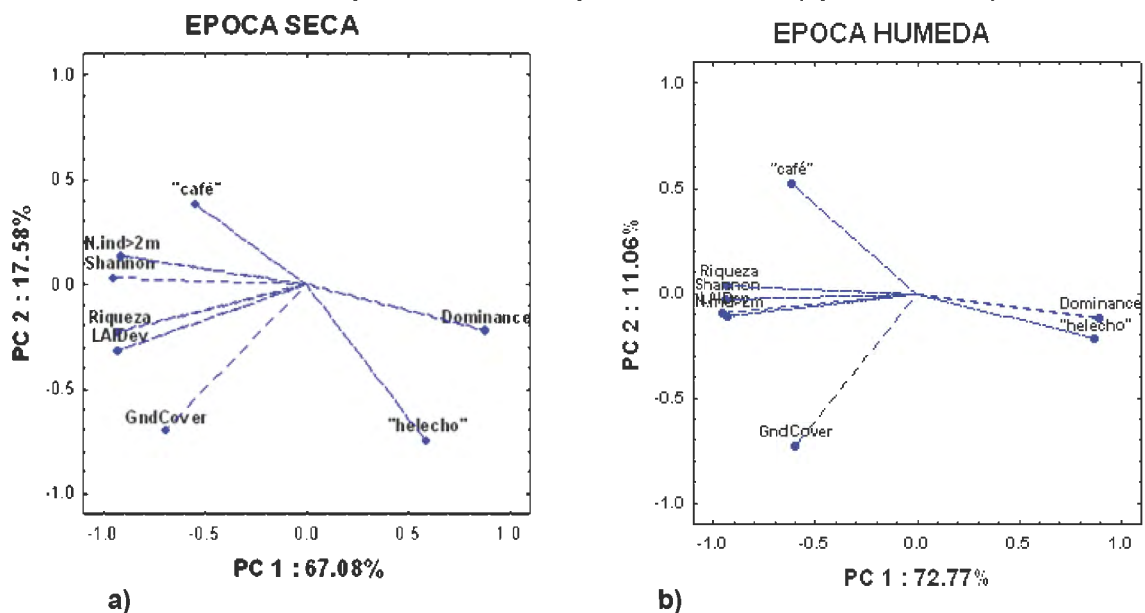 EPOCA SECA
1.0
0.5
0.0
-0.5
-1.0
PC 2 : 17.58%
"café"
N.ind>2m
Shannon
Riqueza
LAIDev
GndCover
Dominance
"helecho"
-1.0 -0.5 0.0 0.5 1.0
PC 1 : 67.08%
a)
EPOCA HUMEDA
1.0
0.5
0.0
-0.5
-1.0
PC 2 : 11.06%
"café"
Riqueza
Shannon
GndCover
Dominance
"helecho"
-1.0 -0.5 0.0 0.5 1.0
PC 1 : 72.77%
b)